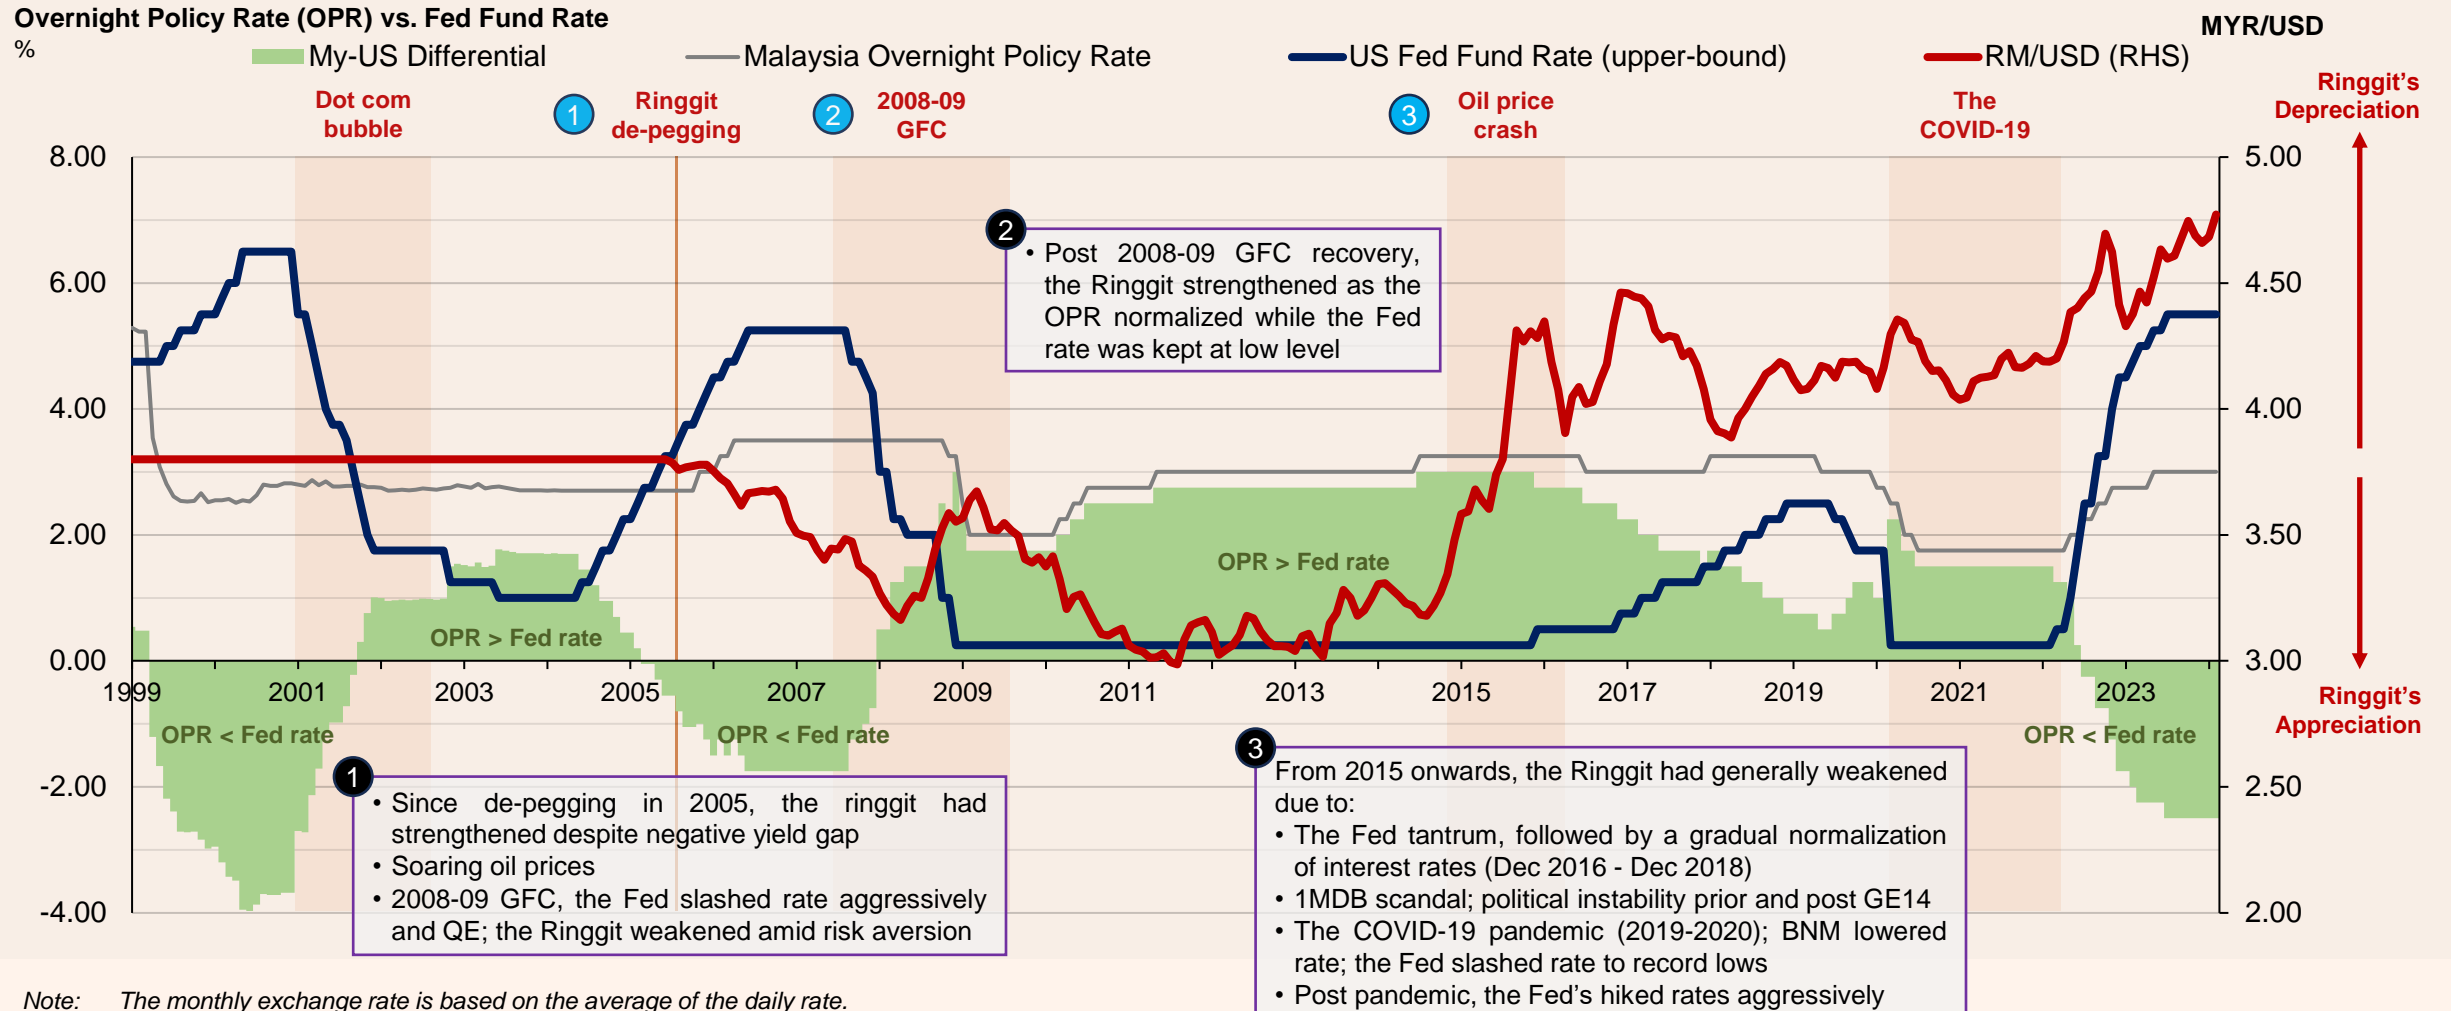 Overnight Policy Rate (OPR) vs. Fed Fund Rate
%
MYR/USD
My-US Differential
Malaysia Overnight Policy Rate
US Fed Fund Rate (upper-bound)
RM/USD (RHS)
Ringgit's
Depreciation
Dot com
bubble
1
Ringgit
de-pegging
2
2008-09
GFC
3
Oil price
crash
The
COVID-19
8.00
6.00
4.00
2.00
0.00
-2.00
-4.00
5.00
4.50
4.00
3.50
3.00
2.50
2.00
2
• Post 2008-09 GFC recovery,
the Ringgit strengthened as the
OPR normalized while the Fed
rate was kept at low level
OPR > Fed rate
OPR > Fed rate
1999
2001
2003
2005
2007
2009
2011
2013
2015
2017
2019
2021
2023
Ringgit's
Appreciation
OPR < Fed rate
OPR < Fed rate
OPR < Fed rate
1
• Since de-pegging in 2005, the ringgit had
strengthened despite negative yield gap
• Soaring oil prices
• 2008-09 GFC, the Fed slashed rate aggressively
and QE; the Ringgit weakened amid risk aversion
3
From 2015 onwards, the Ringgit had generally weakened
due to:
• The Fed tantrum, followed by a gradual normalization
of interest rates (Dec 2016 - Dec 2018)
• 1MDB scandal; political instability prior and post GE14
• The COVID-19 pandemic (2019-2020); BNM lowered
rate; the Fed slashed rate to record lows
• Post pandemic, the Fed's hiked rates aggressively
Note: The monthly exchange rate is based on the average of the daily rate.